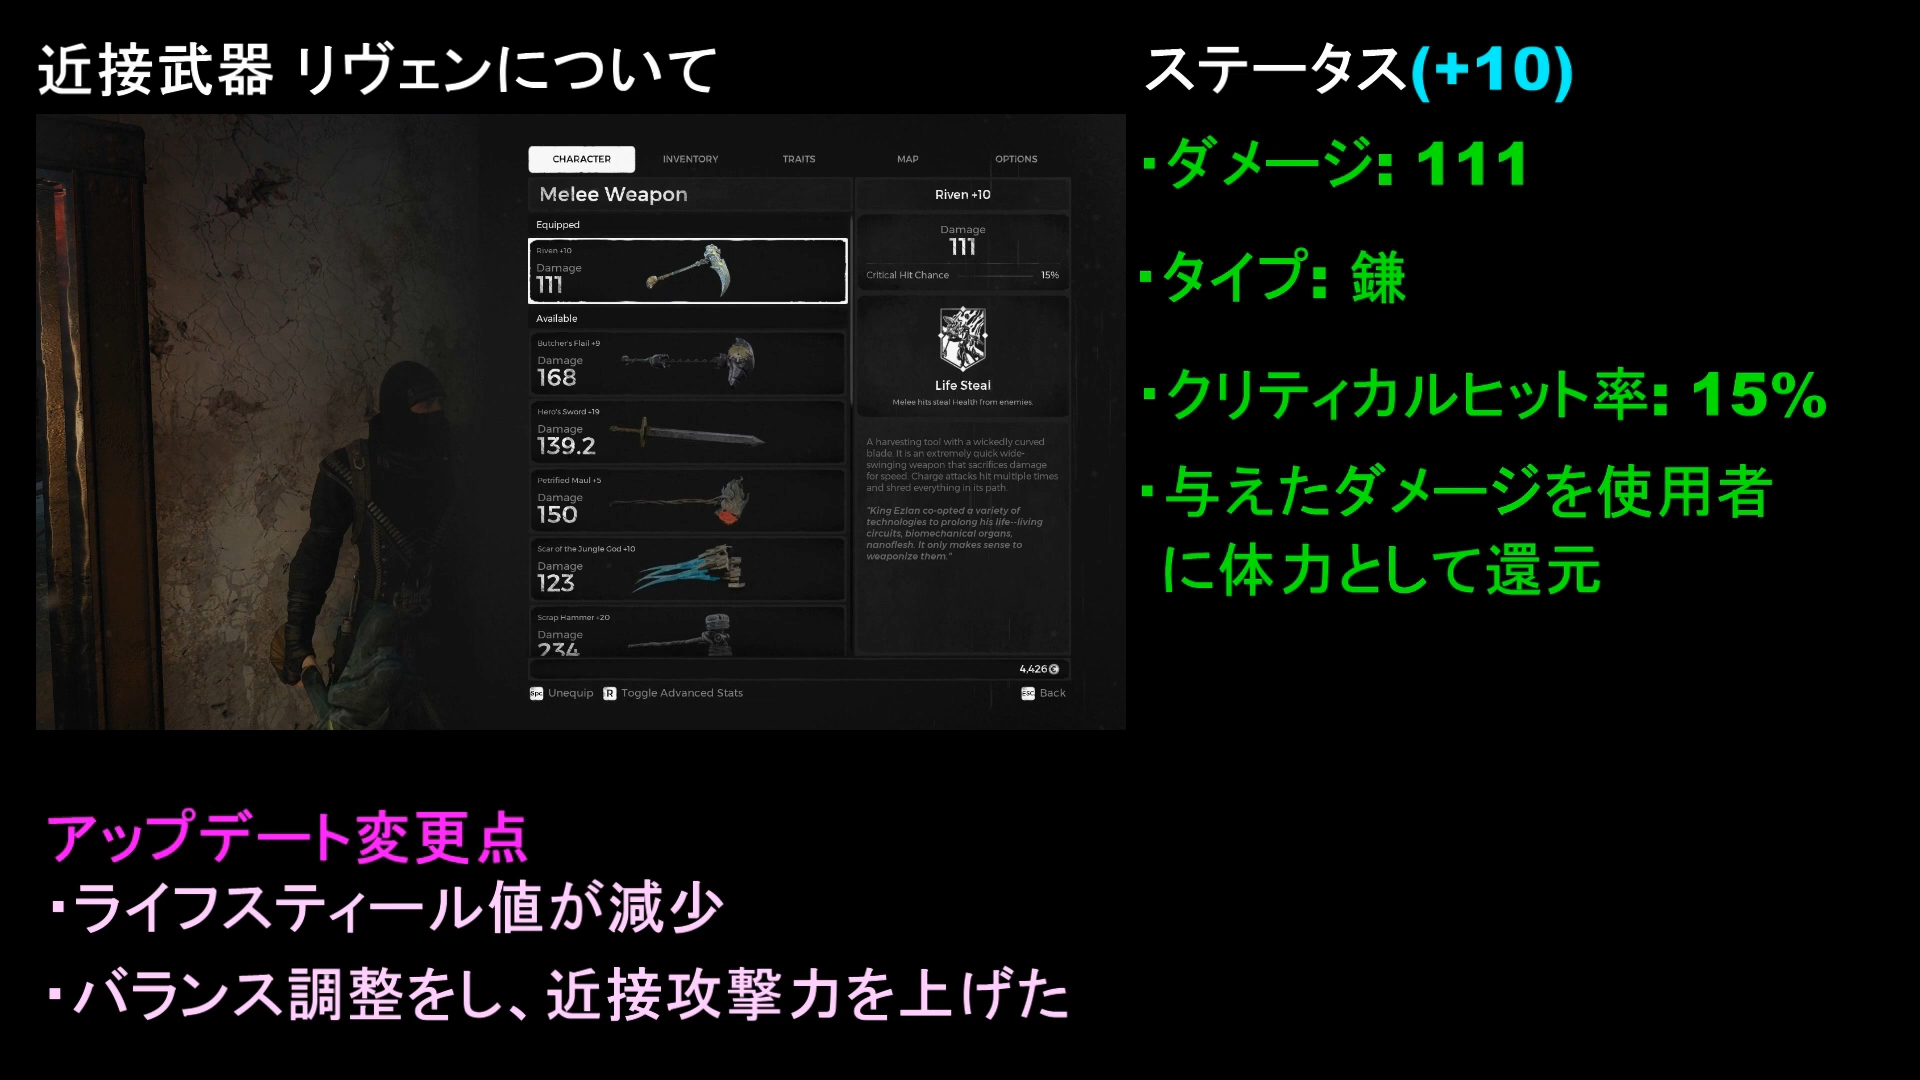 近接武器 リヴェンについて
CHARACTER
INVENTORY
TRAITS
MAP
OPTIONS
Melee Weapon
Equipped
Riven +10
Damage
111
Available
Butcher's Flail +9
Damage
168
Hero's Sword +19
Damage
139.2
Petrified Maul +5
Damage
150
Scar of the Jungle God +10
Damage
123
Scrap Hammer +20
Damage
234
Riven +10
Damage
111
Critical Hit Chance 15%
Life Steal
Melee hits steal Health from enemies.
A harvesting tool with a wickedly curved
blade. It is an extremely quick wide-
swinging weapon that sacrifices damage
for speed. Charge attacks hit multiple times
and shred everything in its path.
"King Ezlan co-opted a variety of
technologies to prolong his life--living
circuits, biomechanical organs,
nanoflesh. It only makes sense to
weaponize them."
4,426
Spc Unequip R Toggle Advanced Stats
ESC Back
ステータス(+10)
・ダメージ: 111
・タイプ: 鎌
・クリティカルヒット率: 15%
・与えたダメージを使用者
に体力として還元
アップデート変更点
・ライフスティール値が減少
・バランス調整をし、近接攻撃力を上げた